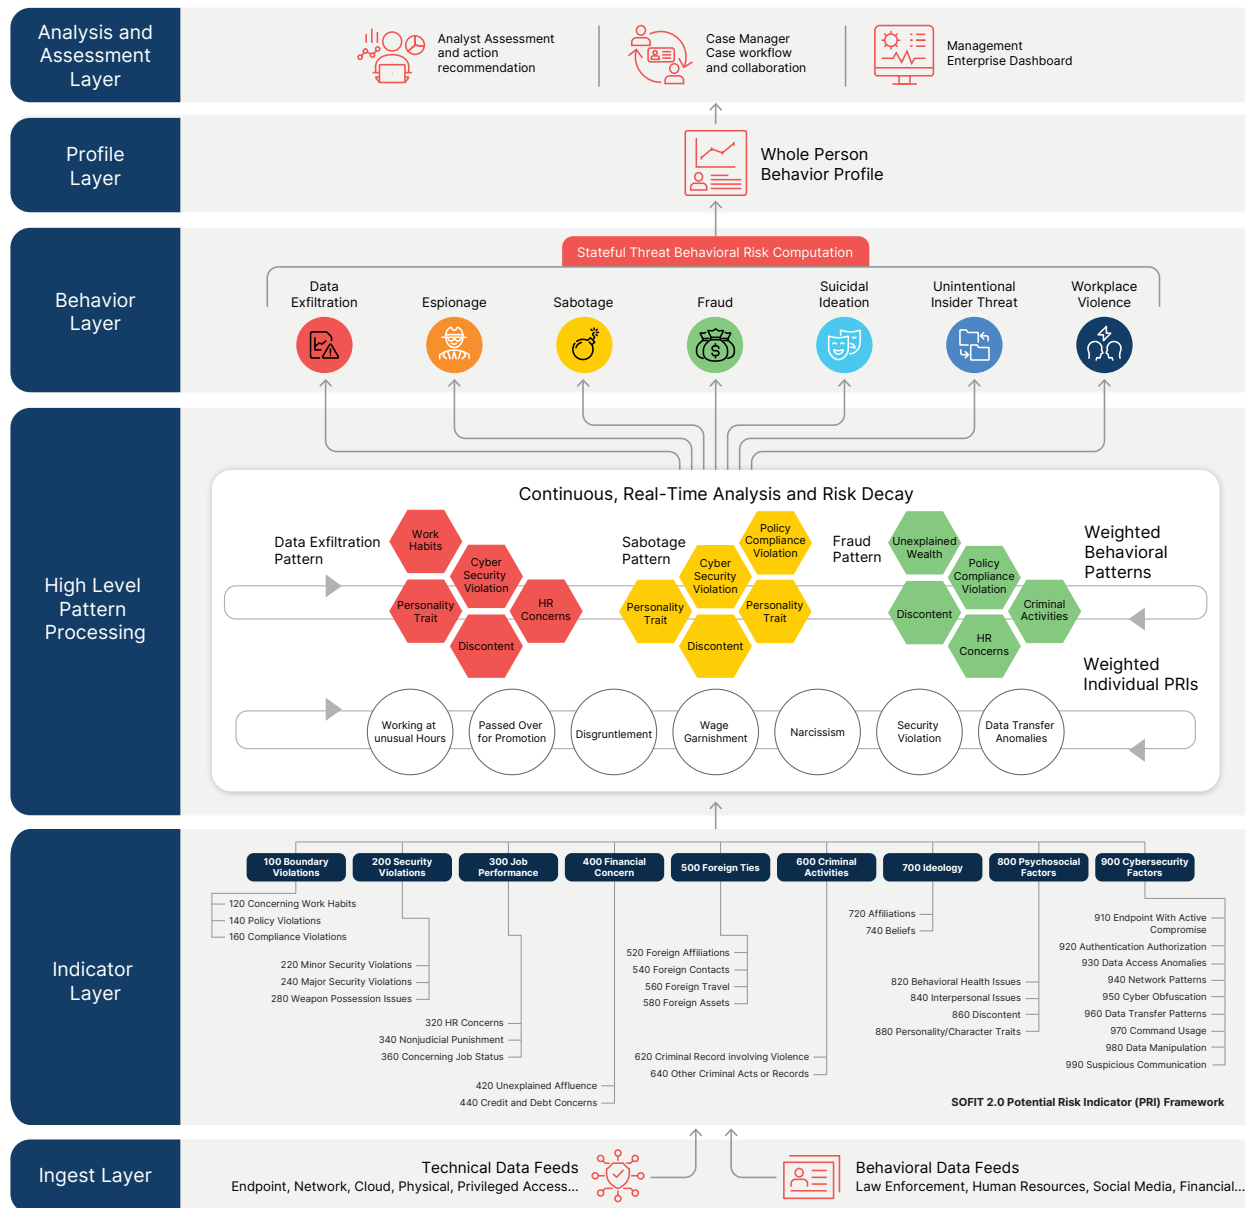 Analysis and
Assessment
Layer
Analyst Assessment
and action
recommendation
Case Manager
Case workflow
and collaboration
Management
Enterprise Dashboard
Profile
Layer
Whole Person
Behavior Profile
Behavior
Layer
Stateful Threat Behavioral Risk Computation
Data
Exfiltration
Espionage
Sabotage
Fraud
Suicidal
Ideation
Unintentional
Insider Threat
Workplace
Violence
High Level
Pattern
Processing
Continuous, Real-Time Analysis and Risk Decay
Data Exfiltration
Pattern
Work
Habits
Cyber
Security
Violation
Personality
Trait
HR
Concerns
Discontent
Sabotage
Pattern
Policy
Compliance
Violation
Cyber
Security
Violation
Personality
Trait
Personality
Trait
Discontent
Fraud
Pattern
Unexplained
Wealth
Policy
Compliance
Violation
Discontent
Criminal
Activities
HR
Concerns
Weighted
Behavioral
Patterns
Weighted
Individual PRIs
Working at
unusual Hours
Passed Over
for Promotion
Disgruntlement
Wage
Garnishment
Narcissism
Security
Violation
Data Transfer
Anomalies
Indicator
Layer
100 Boundary
Violations
120 Concerning Work Habits
140 Policy Violations
160 Compliance Violations
200 Security
Violations
220 Minor Security Violations
240 Major Security Violations
280 Weapon Possession Issues
300 Job
Performance
320 HR Concerns
340 Nonjudicial Punishment
360 Concerning Job Status
400 Financial
Concern
420 Unexplained Affluence
440 Credit and Debt Concerns
500 Foreign Ties
520 Foreign Affiliations
540 Foreign Contacts
560 Foreign Travel
580 Foreign Assets
600 Criminal
Activities
620 Criminal Record involving Violence
640 Other Criminal Acts or Records
700 Ideology
720 Affiliations
740 Beliefs
800 Psychosocial
Factors
820 Behavioral Health Issues
840 Interpersonal Issues
860 Discontent
880 Personality/Character Traits
900 Cybersecurity
Factors
910 Endpoint With Active
Compromise
920 Authentication Authorization
930 Data Access Anomalies
940 Network Patterns
950 Cyber Obfuscation
960 Data Transfer Patterns
970 Command Usage
980 Data Manipulation
990 Suspicious Communication
SOFIT 2.0 Potential Risk Indicator (PRI) Framework
Ingest Layer
Technical Data Feeds
Endpoint, Network, Cloud, Physical, Privileged Access...
Behavioral Data Feeds
Law Enforcement, Human Resources, Social Media, Financial...